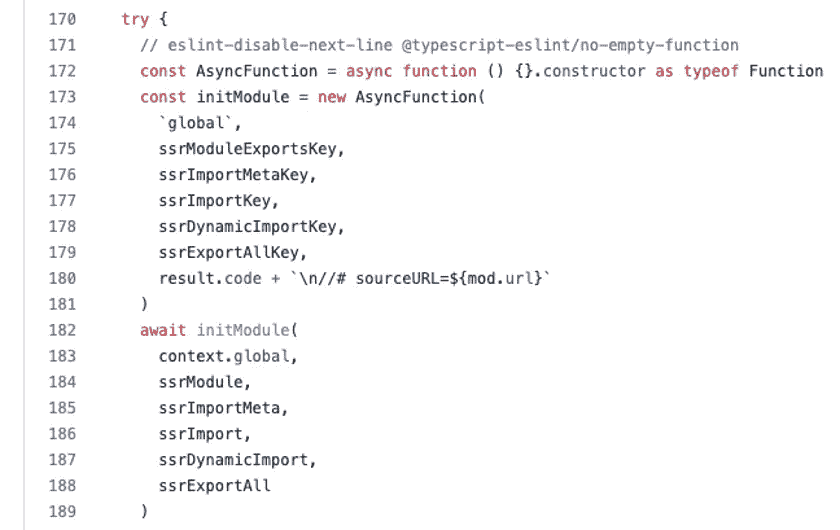 170 try {
171 // eslint-disable-next-line @typescript-eslint/no-empty-function
172 const AsyncFunction = async function () {}.constructor as typeof Function
173 const initModule = new AsyncFunction(
174 `global`,
175 ssrModuleExportsKey,
176 ssrImportMetaKey,
177 ssrImportKey,
178 ssrDynamicImportKey,
179 ssrExportAllKey,
180 result.code + `\n//# sourceURL=${mod.url}`
181 )
182 await initModule(
183 context.global,
184 ssrModule,
185 ssrImportMeta,
186 ssrImport,
187 ssrDynamicImport,
188 ssrExportAll
189 )